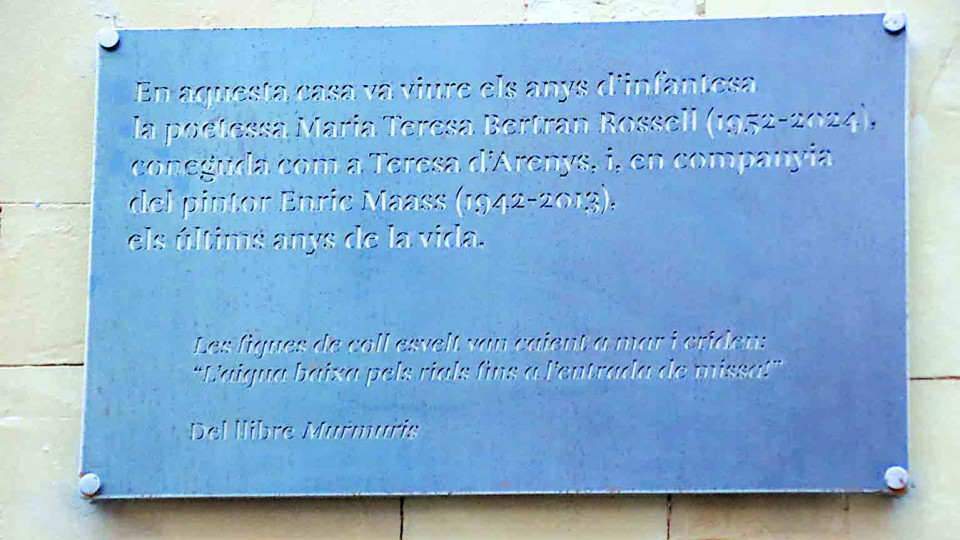 En aquesta casa va viure els anys d'infantesa
la poetessa Maria Teresa Bertran Rossell (1952-2024),
coneguda com a Teresa d'Arenys, i, en companyia
del pintor Enric Maass (1942-2013),
els últims anys de la vida.
Les figues de coll esvelt van caient a mar i criden:
“L'aigua baixa pels rials fins a l'entrada de missa!”
Del llibre Murmuris